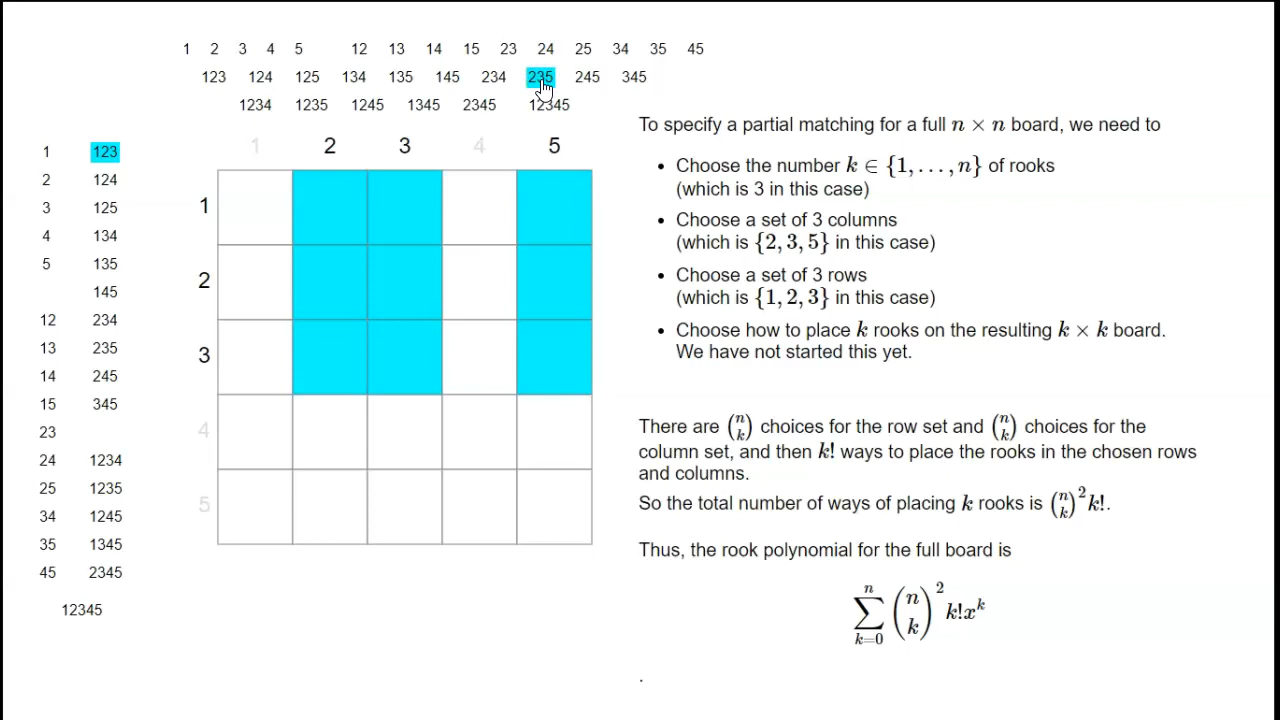 1 2 3 4 5 12 13 14 15 23 24 25 34 35 45
123 124 125 134 135 145 234 235 245 345
1234 1235 1245 1345 2345 12345
1 2 3 4 5
1 123
2 124
3 125
4 134
5 135
145
12 234
13 235
14 245
15 345
23
24 1234
25 1235
34 1245
35 1345
45 2345
12345
1
2
3
4
5
To specify a partial matching for a full n × n board, we need to
• Choose the number k ∈ {1, . . . , n} of rooks
(which is 3 in this case)
• Choose a set of 3 columns
(which is {2, 3, 5} in this case)
• Choose a set of 3 rows
(which is {1, 2, 3} in this case)
• Choose how to place k rooks on the resulting k × k board.
We have not started this yet.
There are (n k) choices for the row set and (n k) choices for the
column set, and then k! ways to place the rooks in the chosen rows
and columns.
So the total number of ways of placing k rooks is (n k)² k!.
Thus, the rook polynomial for the full board is
∑_{k=0}^{n} (n k)² k! x^k
.